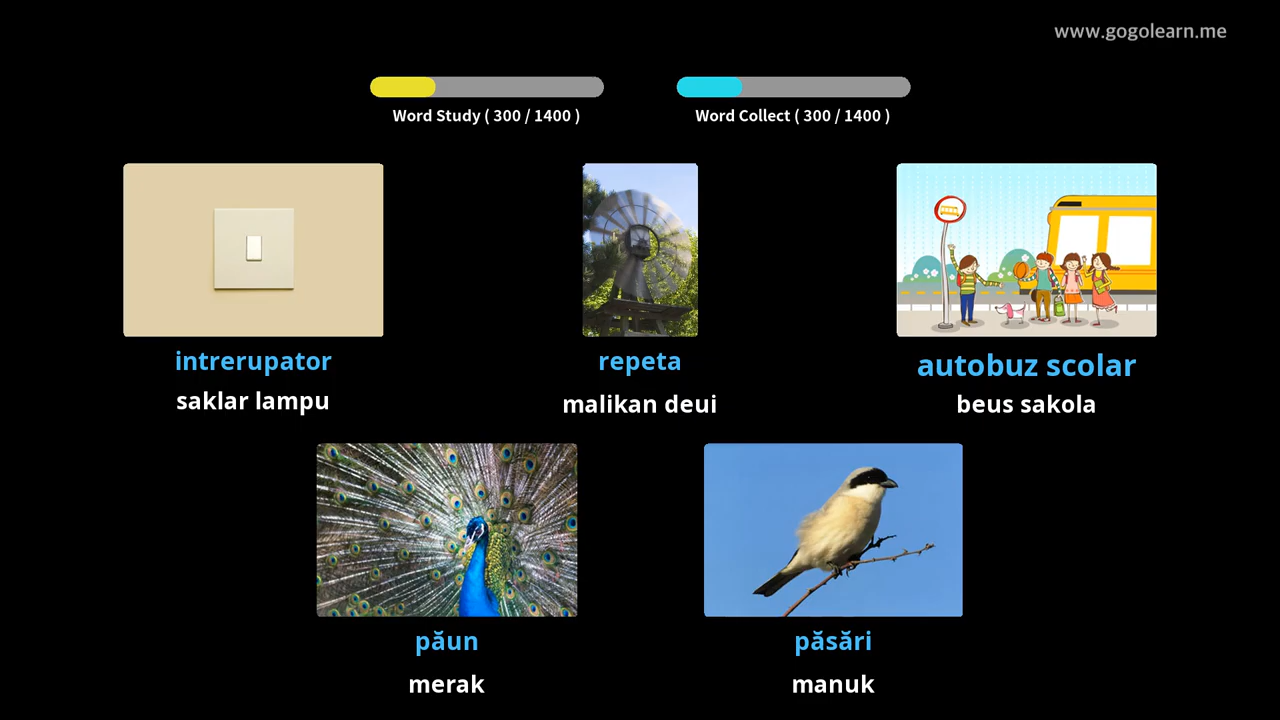 www.gogolearn.me
Word Study ( 300 / 1400 )
Word Collect ( 300 / 1400 )
intrerupator
saklar lampu
repeta
malikan deui
autobuz scolar
beus sakola
păun
merak
păsări
manuk